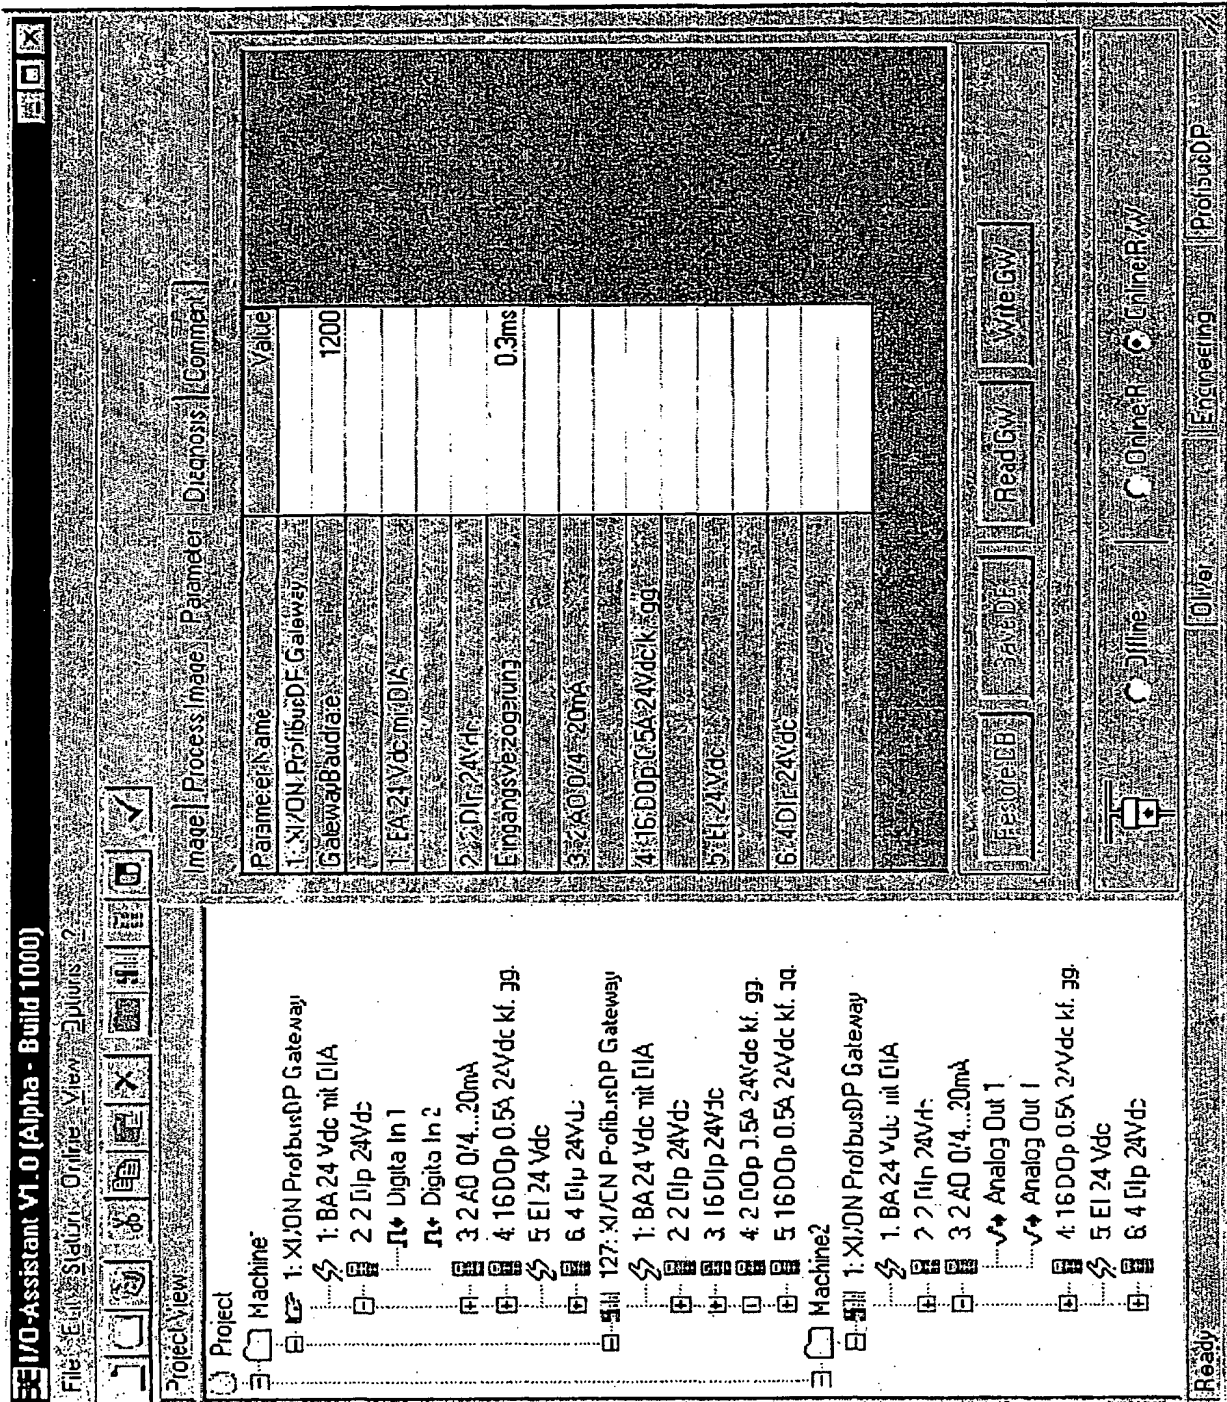 I/O-Assistant V1.0 (Alpha - Build 1000)
File Edit Station Online View Options ?
Project View
Project
Machine
1: XI/ON ProfibusDP Gateway
1: BA 24 Vdc mit DIA
2: 2 DIp 24Vdc
Digita In 1
Digita In 2
3: 2 AO 0/4...20mA
4: 16 DOp 0.5A 24Vdc kf. gg.
5: EI 24 Vdc
6: 4 DIp 24Vdc
127: XI/ON ProfibusDP Gateway
1: BA 24 Vdc mit DIA
2: 2 DIp 24Vdc
3: 16 DIp 24Vdc
4: 2 DOp 0.5A 24Vdc kf. gg.
5: 16 DOp 0.5A 24Vdc kf. gg.
Machine2
1: XI/ON ProfibusDP Gateway
1: BA 24 Vdc mit DIA
2: 2 DIp 24Vdc
3: 2 AO 0/4...20mA
Analog Out 1
Analog Out 1
4: 16 DOp 0.5A 24Vdc kf. gg.
5: EI 24 Vdc
6: 4 DIp 24Vdc
Image Process Image Parameter Diagnosis Comment
Parameter Name Value
1: XI/ON ProfibusDP Gateway
Gateway Baudrate 1200
1: BA 24 Vdc mit DIA
2: 2 DIp 24Vdc
Eingangsverzogerung 0.3ms
3: 2 AO 0/4...20mA
4: 16 DOp 0.5A 24Vdc kf. gg.
5: EI 24 Vdc
6: 4 DIp 24Vdc
Restore DB Save DB Read GW Write GW
Offline Online R Online R/W
Ready Oliver Engineering ProfibusDP